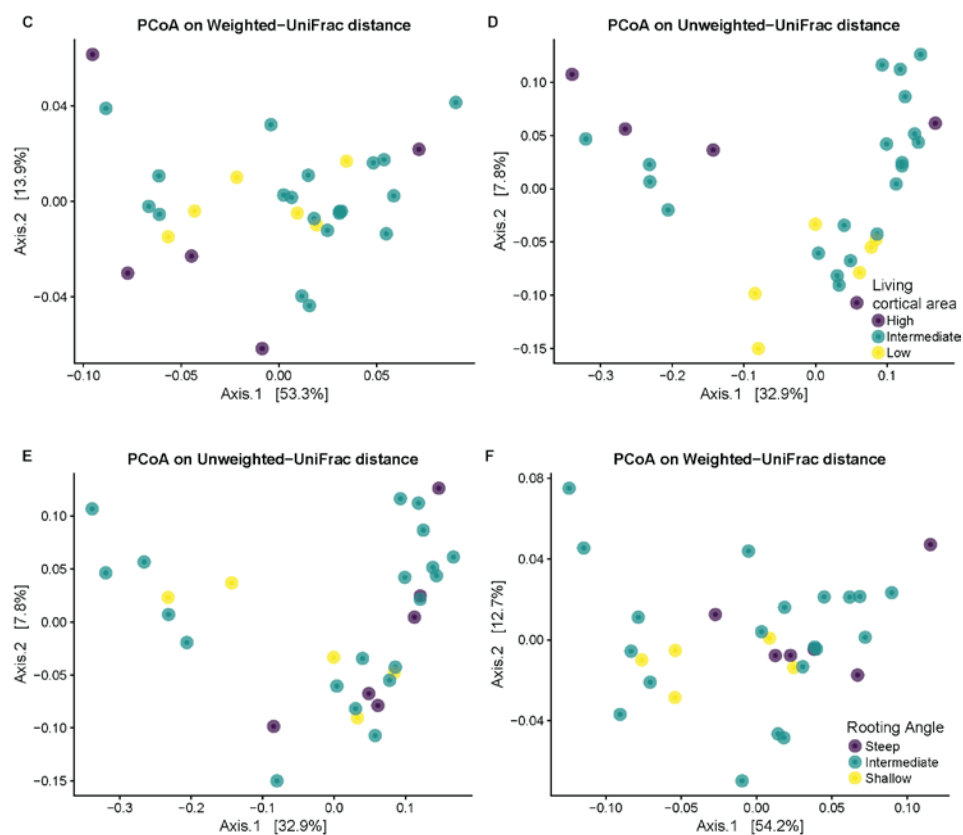 C
PCoA on Weighted−UniFrac distance
0.04
0.00
−0.04
Axis.2 [13.9%]
−0.10
−0.05
0.00
0.05
Axis.1 [53.3%]
D
PCoA on Unweighted−UniFrac distance
0.10
0.05
0.00
−0.05
−0.10
−0.15
Axis.2 [7.8%]
Living
cortical area
High
Intermediate
Low
−0.3
−0.2
−0.1
0.0
0.1
Axis.1 [32.9%]
E
PCoA on Unweighted−UniFrac distance
0.10
0.05
0.00
−0.05
−0.10
−0.15
Axis.2 [7.8%]
−0.3
−0.2
−0.1
0.0
0.1
Axis.1 [32.9%]
F
PCoA on Weighted−UniFrac distance
0.08
0.04
0.00
−0.04
Axis.2 [12.7%]
Rooting Angle
Steep
Intermediate
Shallow
−0.10
−0.05
0.00
0.05
0.10
Axis.1 [54.2%]